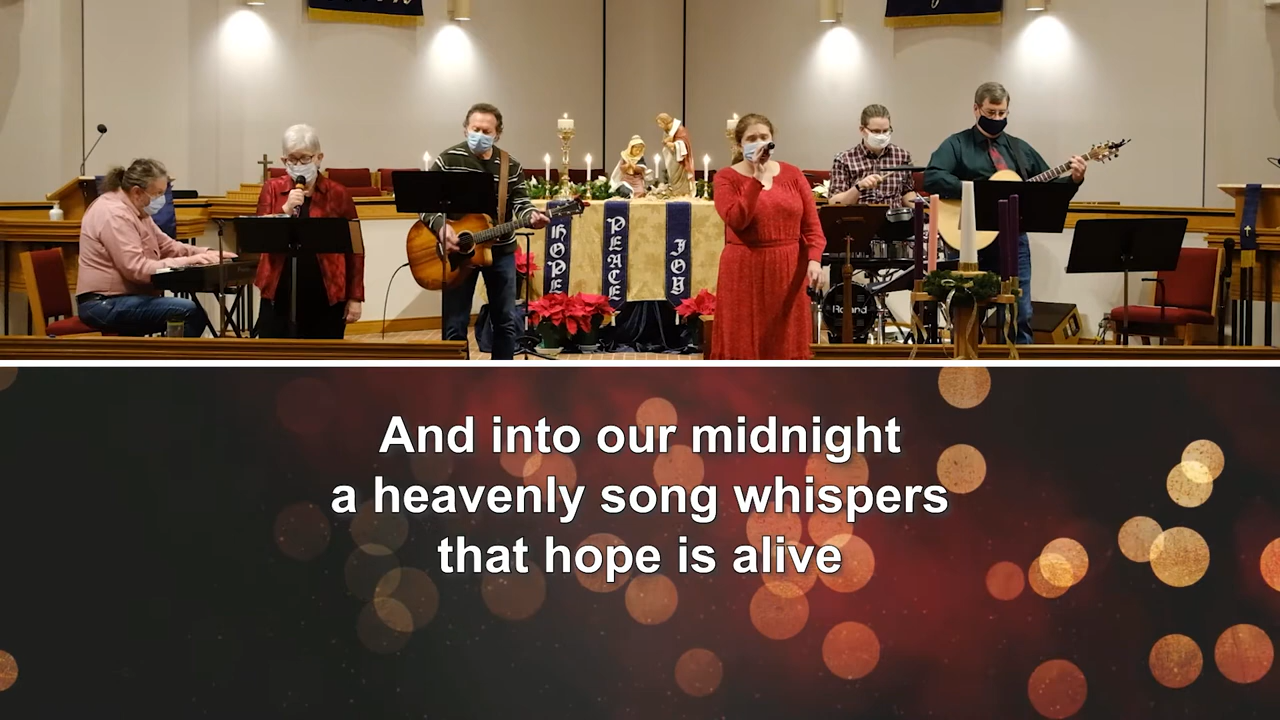 HOPE
PEACE
JOY
Roland
And into our midnight
a heavenly song whispers
that hope is alive